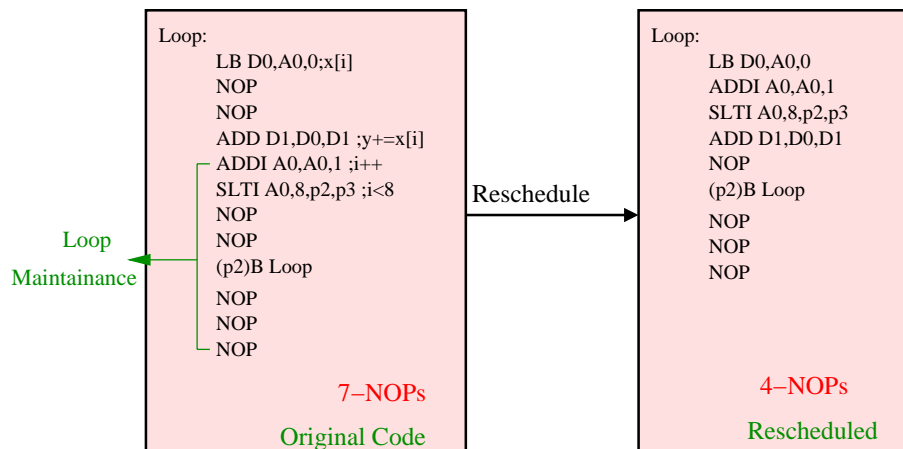 Loop:
LB D0,A0,0;x[i]
NOP
NOP
ADD D1,D0,D1 ;y+=x[i]
ADDI A0,A0,1 ;i++
SLTI A0,8,p2,p3 ;i<8
NOP
NOP
(p2)B Loop
NOP
NOP
NOP
7–NOPs
Original Code
Loop
Maintainance
Reschedule
Loop:
LB D0,A0,0
ADDI A0,A0,1
SLTI A0,8,p2,p3
ADD D1,D0,D1
NOP
(p2)B Loop
NOP
NOP
NOP
4–NOPs
Rescheduled